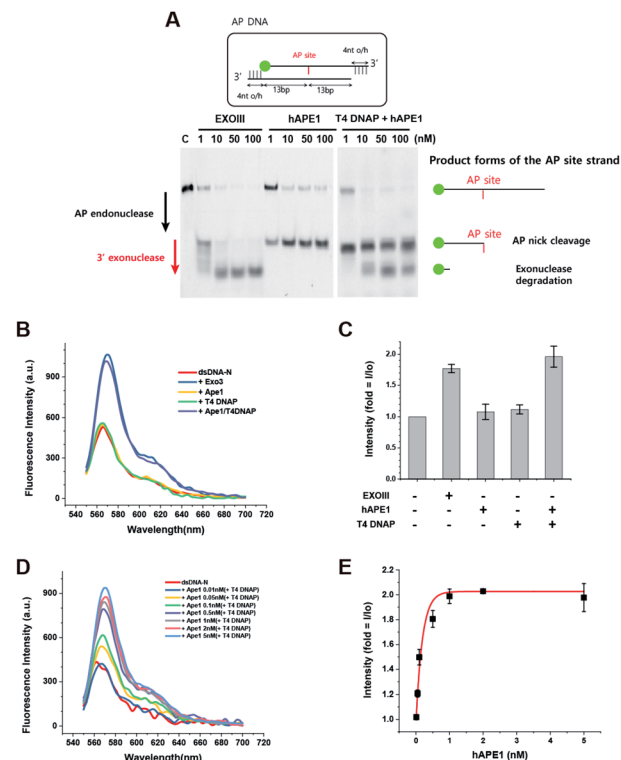 A
AP DNA
AP site
4nt o/h
3'
3'
13bp
13bp
4nt o/h
EXOIII hAPE1 T4 DNAP + hAPE1
C 1 10 50 100 1 10 50 100 1 10 50 100 (nM)
Product forms of the AP site strand
AP site
AP endonuclease
AP site
AP nick cleavage
3' exonuclease
Exonuclease
degradation
B
Fluorescence Intensity (a.u.)
900
600
300
0
540 560 580 600 620 640 660 680 700 720
Wavelength(nm)
dsDNA-N
+ Exo3
+ Ape1
+ T4 DNAP
+ Ape1/T4DNAP
C
Intensity (fold = I/Io)
2.0
1.5
1.0
0.5
0.0
EXOIII - + - - -
hAPE1 - - + - +
T4 DNAP - - - + +
D
Fluorescence Intensity (a.u.)
900
600
300
0
540 560 580 600 620 640 660 680 700 720
Wavelength(nm)
dsDNA-N
+ Ape1 0.01nM(+ T4 DNAP)
+ Ape1 0.05nM(+ T4 DNAP)
+ Ape1 0.1nM(+ T4 DNAP)
+ Ape1 0.5nM(+ T4 DNAP)
+ Ape1 1nM(+ T4 DNAP)
+ Ape1 2nM(+ T4 DNAP)
+ Ape1 5nM(+ T4 DNAP)
E
Intensity (fold = I/Io)
2.2
2.0
1.8
1.6
1.4
1.2
1.0
0 1 2 3 4 5
hAPE1 (nM)